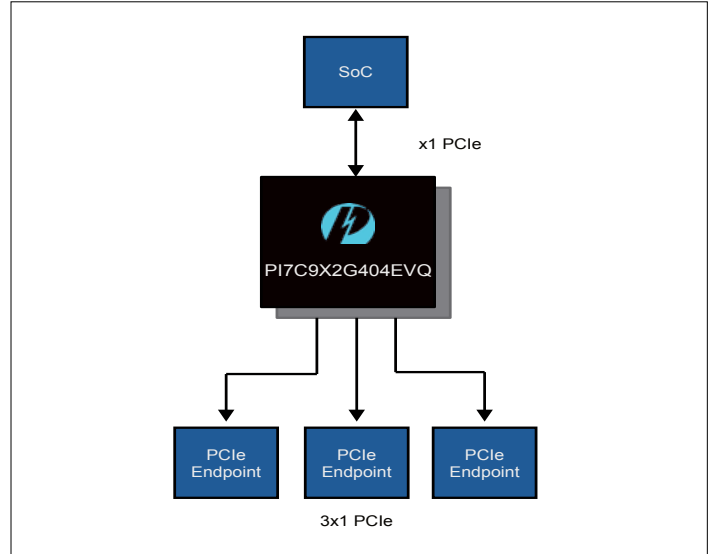 SoC
x1 PCIe
PI7C9X2G404EVQ
PCIe
Endpoint
PCIe
Endpoint
PCIe
Endpoint
3x1 PCIe